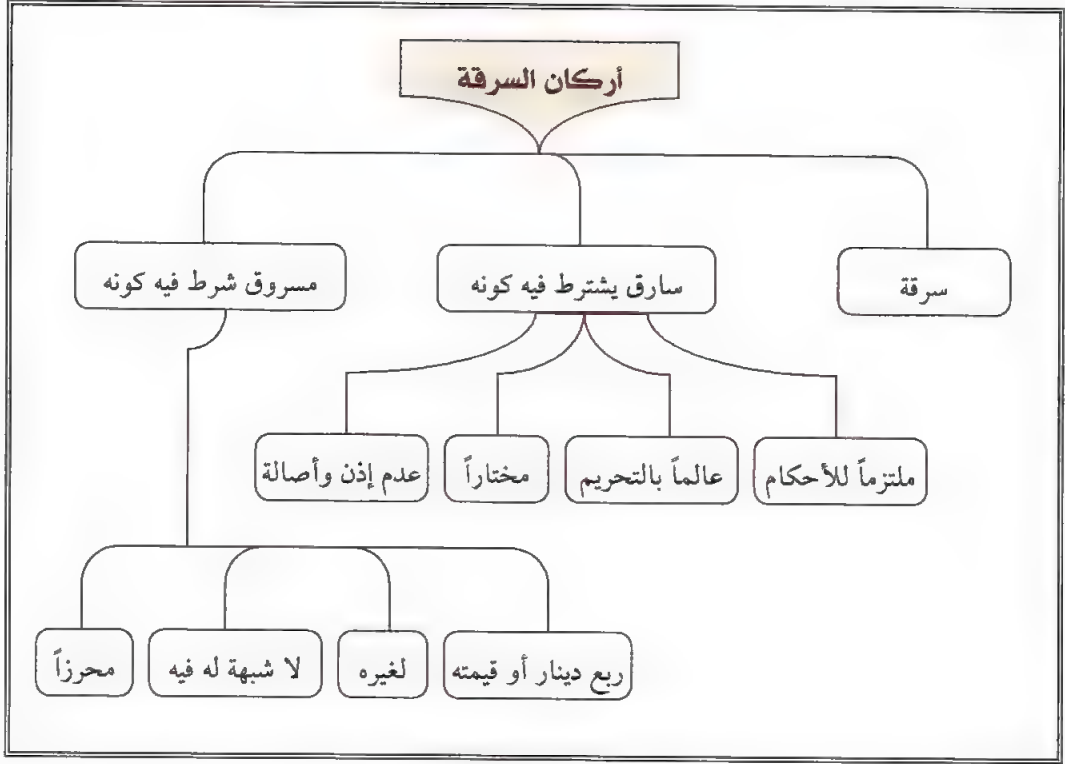 أركان السرقة
سرقة
سارق يشترط فيه كونه
مسروق شرط فيه كونه
ملتزماً للأحكام
عالماً بالتحريم
مختاراً
عدم إذن وأصالة
ربع دينار أو قيمته
لغيره
لا شبهة له فيه
محرزاً